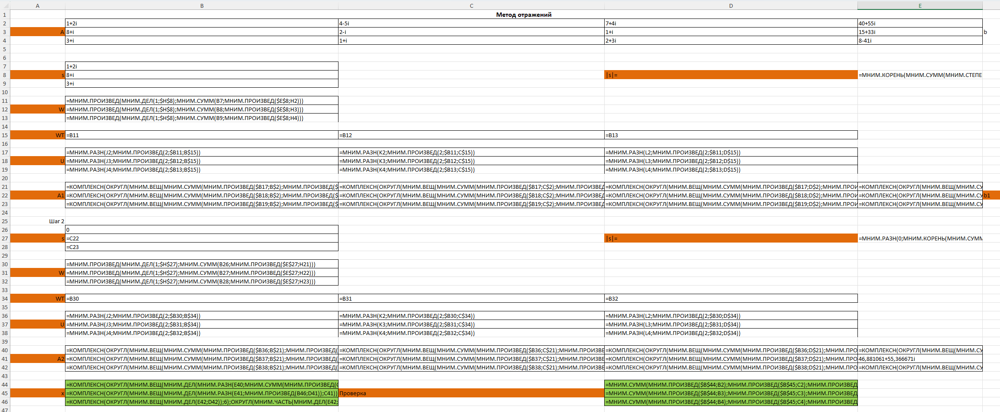 A B C D E
1 Метод отражений
2 1+2i 4-5i 7+4i 40+55i
3 A 8+i 2-i 1+i 15+33i b
4 3+i 1+i 2+3i 8-41i
5
6
7 1+2i
8 s 8+i |s|= =МНИМ.КОРЕНЬ(МНИМ.СУММ(МНИМ.СТЕПЕ
9 3+i
10
11 =МНИМ.ПРОИЗВЕД(МНИМ.ДЕЛ(1;$H$8);МНИМ.СУММ(B7;МНИМ.ПРОИЗВЕД($E$8;H2)))
12 W =МНИМ.ПРОИЗВЕД(МНИМ.ДЕЛ(1;$H$8);МНИМ.СУММ(B8;МНИМ.ПРОИЗВЕД($E$8;H3)))
13 =МНИМ.ПРОИЗВЕД(МНИМ.ДЕЛ(1;$H$8);МНИМ.СУММ(B9;МНИМ.ПРОИЗВЕД($E$8;H4)))
14
15 WT =B11 =B12 =B13
16
17 =МНИМ.РАЗН(J2;МНИМ.ПРОИЗВЕД(2;$B11;B$15)) =МНИМ.РАЗН(K2;МНИМ.ПРОИЗВЕД(2;$B11;C$15)) =МНИМ.РАЗН(L2;МНИМ.ПРОИЗВЕД(2;$B11;D$15))
18 U =МНИМ.РАЗН(J3;МНИМ.ПРОИЗВЕД(2;$B12;B$15)) =МНИМ.РАЗН(K3;МНИМ.ПРОИЗВЕД(2;$B12;C$15)) =МНИМ.РАЗН(L3;МНИМ.ПРОИЗВЕД(2;$B12;D$15))
19 =МНИМ.РАЗН(J4;МНИМ.ПРОИЗВЕД(2;$B13;B$15)) =МНИМ.РАЗН(K4;МНИМ.ПРОИЗВЕД(2;$B13;C$15)) =МНИМ.РАЗН(L4;МНИМ.ПРОИЗВЕД(2;$B13;D$15))
20
21 =КОМПЛЕКСН(ОКРУГЛ(МНИМ.ВЕЩ(МНИМ.СУММ(МНИМ.ПРОИЗВЕД($B17;B$2);МНИМ.ПРОИЗВЕД($ =КОМПЛЕКСН(ОКРУГЛ(МНИМ.ВЕЩ(МНИМ.СУММ(МНИМ.ПРОИЗВЕД($B17;C$2);МНИМ.ПРОИЗВЕД =КОМПЛЕКСН(ОКРУГЛ(МНИМ.ВЕЩ(МНИМ.СУММ(МНИМ.ПРОИЗВЕД($B17;D$2);МНИМ.ПРОИ =КОМПЛЕКСН(ОКРУГЛ(МНИМ.ВЕЩ(МНИМ.СУ
22 A1 =КОМПЛЕКСН(ОКРУГЛ(МНИМ.ВЕЩ(МНИМ.СУММ(МНИМ.ПРОИЗВЕД($B18;B$2);МНИМ.ПРОИЗВЕД($ =КОМПЛЕКСН(ОКРУГЛ(МНИМ.ВЕЩ(МНИМ.СУММ(МНИМ.ПРОИЗВЕД($B18;C$2);МНИМ.ПРОИЗВЕД =КОМПЛЕКСН(ОКРУГЛ(МНИМ.ВЕЩ(МНИМ.СУММ(МНИМ.ПРОИЗВЕД($B18;D$2);МНИМ.ПРОИ =КОМПЛЕКСН(ОКРУГЛ(МНИМ.ВЕЩ(МНИМ.СУ b1
23 =КОМПЛЕКСН(ОКРУГЛ(МНИМ.ВЕЩ(МНИМ.СУММ(МНИМ.ПРОИЗВЕД($B19;B$2);МНИМ.ПРОИЗВЕД($ =КОМПЛЕКСН(ОКРУГЛ(МНИМ.ВЕЩ(МНИМ.СУММ(МНИМ.ПРОИЗВЕД($B19;C$2);МНИМ.ПРОИЗВЕД =КОМПЛЕКСН(ОКРУГЛ(МНИМ.ВЕЩ(МНИМ.СУММ(МНИМ.ПРОИЗВЕД($B19;D$2);МНИМ.ПРОИ =КОМПЛЕКСН(ОКРУГЛ(МНИМ.ВЕЩ(МНИМ.СУ
24
25 Шаг 2
26 0
27 s =C22 |s|= =МНИМ.РАЗН(0;МНИМ.КОРЕНЬ(МНИМ.СУММ
28 =C23
29
30 =МНИМ.ПРОИЗВЕД(МНИМ.ДЕЛ(1;$H$27);МНИМ.СУММ(B26;МНИМ.ПРОИЗВЕД($E$27;H21)))
31 W =МНИМ.ПРОИЗВЕД(МНИМ.ДЕЛ(1;$H$27);МНИМ.СУММ(B27;МНИМ.ПРОИЗВЕД($E$27;H22)))
32 =МНИМ.ПРОИЗВЕД(МНИМ.ДЕЛ(1;$H$27);МНИМ.СУММ(B28;МНИМ.ПРОИЗВЕД($E$27;H23)))
33
34 WT =B30 =B31 =B32
35
36 =МНИМ.РАЗН(J2;МНИМ.ПРОИЗВЕД(2;$B30;B$34)) =МНИМ.РАЗН(K2;МНИМ.ПРОИЗВЕД(2;$B30;C$34)) =МНИМ.РАЗН(L2;МНИМ.ПРОИЗВЕД(2;$B30;D$34))
37 U =МНИМ.РАЗН(J3;МНИМ.ПРОИЗВЕД(2;$B31;B$34)) =МНИМ.РАЗН(K3;МНИМ.ПРОИЗВЕД(2;$B31;C$34)) =МНИМ.РАЗН(L3;МНИМ.ПРОИЗВЕД(2;$B31;D$34))
38 =МНИМ.РАЗН(J4;МНИМ.ПРОИЗВЕД(2;$B32;B$34)) =МНИМ.РАЗН(K4;МНИМ.ПРОИЗВЕД(2;$B32;C$34)) =МНИМ.РАЗН(L4;МНИМ.ПРОИЗВЕД(2;$B32;D$34))
39
40 =КОМПЛЕКСН(ОКРУГЛ(МНИМ.ВЕЩ(МНИМ.СУММ(МНИМ.ПРОИЗВЕД($B36;B$21);МНИМ.ПРОИЗВЕД( =КОМПЛЕКСН(ОКРУГЛ(МНИМ.ВЕЩ(МНИМ.СУММ(МНИМ.ПРОИЗВЕД($B36;C$21);МНИМ.ПРОИЗВЕ =КОМПЛЕКСН(ОКРУГЛ(МНИМ.ВЕЩ(МНИМ.СУММ(МНИМ.ПРОИЗВЕД($B36;D$21);МНИМ.ПРО =КОМПЛЕКСН(ОКРУГЛ(МНИМ.ВЕЩ(МНИМ.СУ
41 A2 =КОМПЛЕКСН(ОКРУГЛ(МНИМ.ВЕЩ(МНИМ.СУММ(МНИМ.ПРОИЗВЕД($B37;B$21);МНИМ.ПРОИЗВЕД( =КОМПЛЕКСН(ОКРУГЛ(МНИМ.ВЕЩ(МНИМ.СУММ(МНИМ.ПРОИЗВЕД($B37;C$21);МНИМ.ПРОИЗВЕ =КОМПЛЕКСН(ОКРУГЛ(МНИМ.ВЕЩ(МНИМ.СУММ(МНИМ.ПРОИЗВЕД($B37;D$21);МНИМ.ПРО 46,881061+55,366671i
42 =КОМПЛЕКСН(ОКРУГЛ(МНИМ.ВЕЩ(МНИМ.СУММ(МНИМ.ПРОИЗВЕД($B38;B$21);МНИМ.ПРОИЗВЕД( =КОМПЛЕКСН(ОКРУГЛ(МНИМ.ВЕЩ(МНИМ.СУММ(МНИМ.ПРОИЗВЕД($B38;C$21);МНИМ.ПРОИЗВЕ =КОМПЛЕКСН(ОКРУГЛ(МНИМ.ВЕЩ(МНИМ.СУММ(МНИМ.ПРОИЗВЕД($B38;D$21);МНИМ.ПРО =КОМПЛЕКСН(ОКРУГЛ(МНИМ.ВЕЩ(МНИМ.СУ
43
44 =КОМПЛЕКСН(ОКРУГЛ(МНИМ.ВЕЩ(МНИМ.ДЕЛ(МНИМ.РАЗН(E40;МНИМ.СУММ(МНИМ.ПРОИЗВЕД( =МНИМ.СУММ(МНИМ.ПРОИЗВЕД($B$44;B2);МНИМ.ПРОИЗВЕД($B$45;C2);МНИМ.ПРОИЗВЕД
45 x =КОМПЛЕКСН(ОКРУГЛ(МНИМ.ВЕЩ(МНИМ.ДЕЛ(МНИМ.РАЗН(E41;МНИМ.ПРОИЗВЕД(B46;D41));C41)) Проверка =МНИМ.СУММ(МНИМ.ПРОИЗВЕД($B$44;B3);МНИМ.ПРОИЗВЕД($B$45;C3);МНИМ.ПРОИЗВЕД
46 =КОМПЛЕКСН(ОКРУГЛ(МНИМ.ВЕЩ(МНИМ.ДЕЛ(E42;D42));6);ОКРУГЛ(МНИМ.ЧАСТЬ(МНИМ.ДЕЛ(E42; =МНИМ.СУММ(МНИМ.ПРОИЗВЕД($B$44;B4);МНИМ.ПРОИЗВЕД($B$45;C4);МНИМ.ПРОИЗВЕД
47